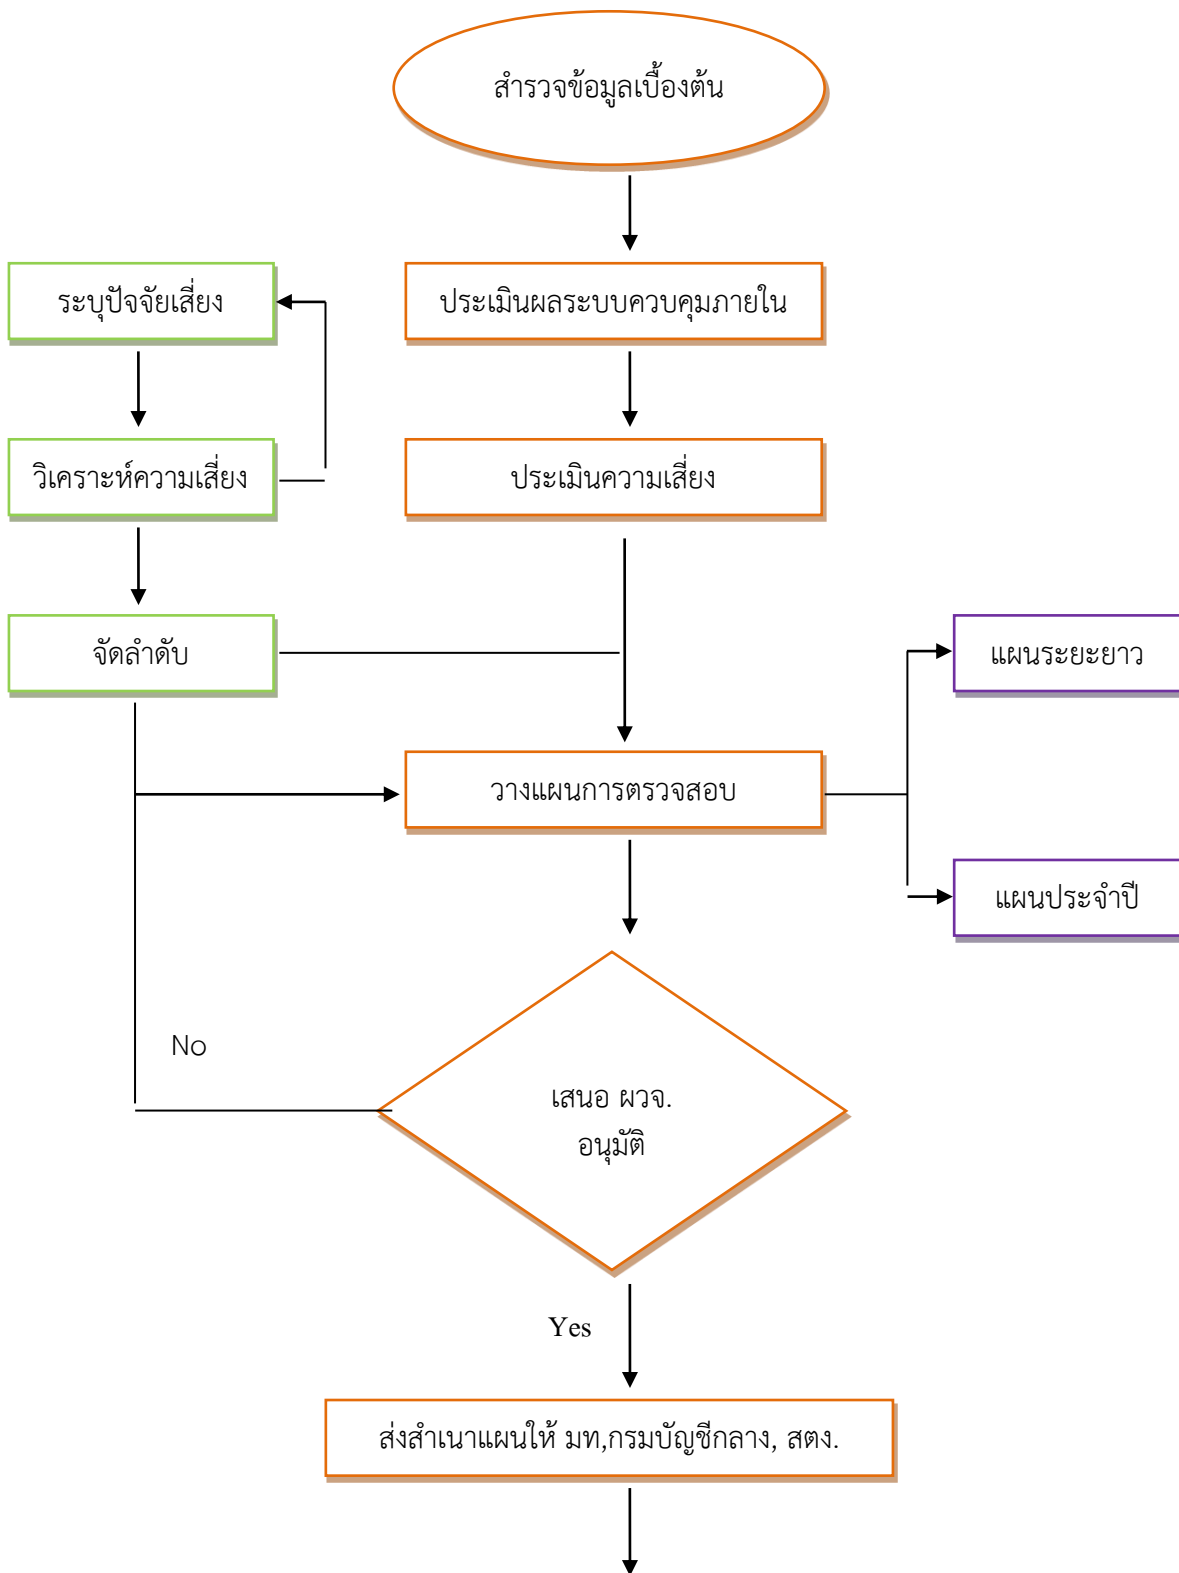 สำรวจข้อมูลเบื้องต้น
ระบุปัจจัยเสี่ยง
ประเมินผลระบบควบคุมภายใน
วิเคราะห์ความเสี่ยง
ประเมินความเสี่ยง
จัดลำดับ
แผนระยะยาว
วางแผนการตรวจสอบ
แผนประจำปี
No
เสนอ ผวจ.
อนุมัติ
Yes
ส่งสำเนาแผนให้ มท,กรมบัญชีกลาง, สตง.